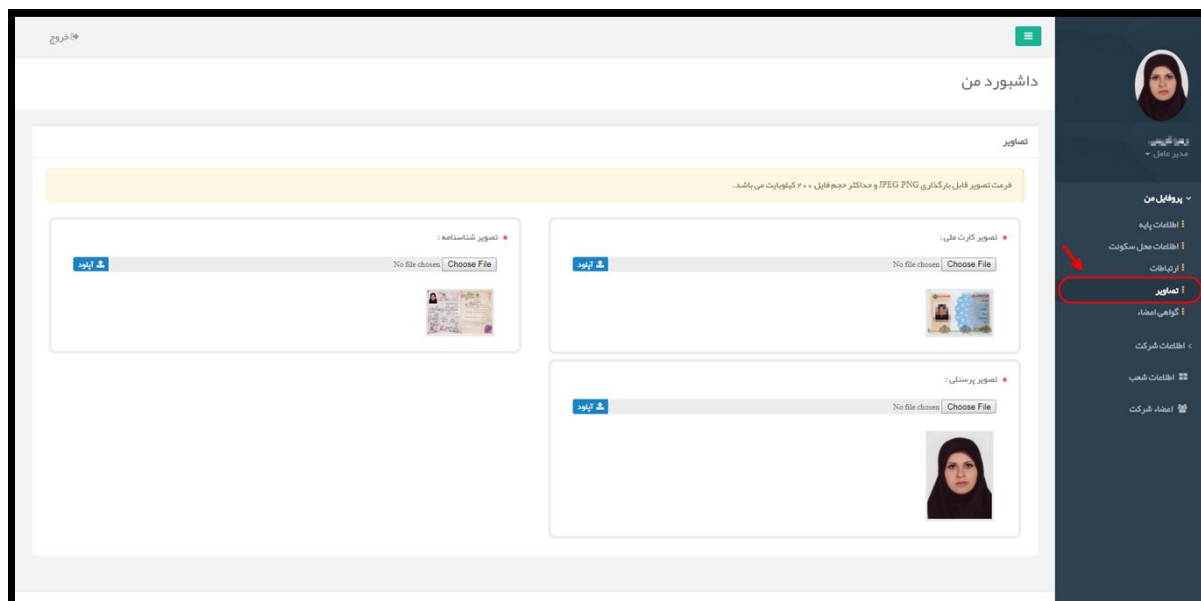 خروج
داشبورد من
تصاویر
فرمت تصویر قابل بارگذاری JPEG PNG و حداکثر حجم فایل ۲۰۰ کیلوبایت می باشد.
* تصویر کارت ملی :
Choose File No file chosen
آپلود
* تصویر شناسنامه :
Choose File No file chosen
آپلود
* تصویر پرسنلی :
Choose File No file chosen
آپلود
مدیر عامل
پروفایل من
اطلاعات پایه
اطلاعات محل سکونت
ارتباطات
تصاویر
گواهی امضاء
اطلاعات شرکت
اطلاعات شعب
اعضاء شرکت